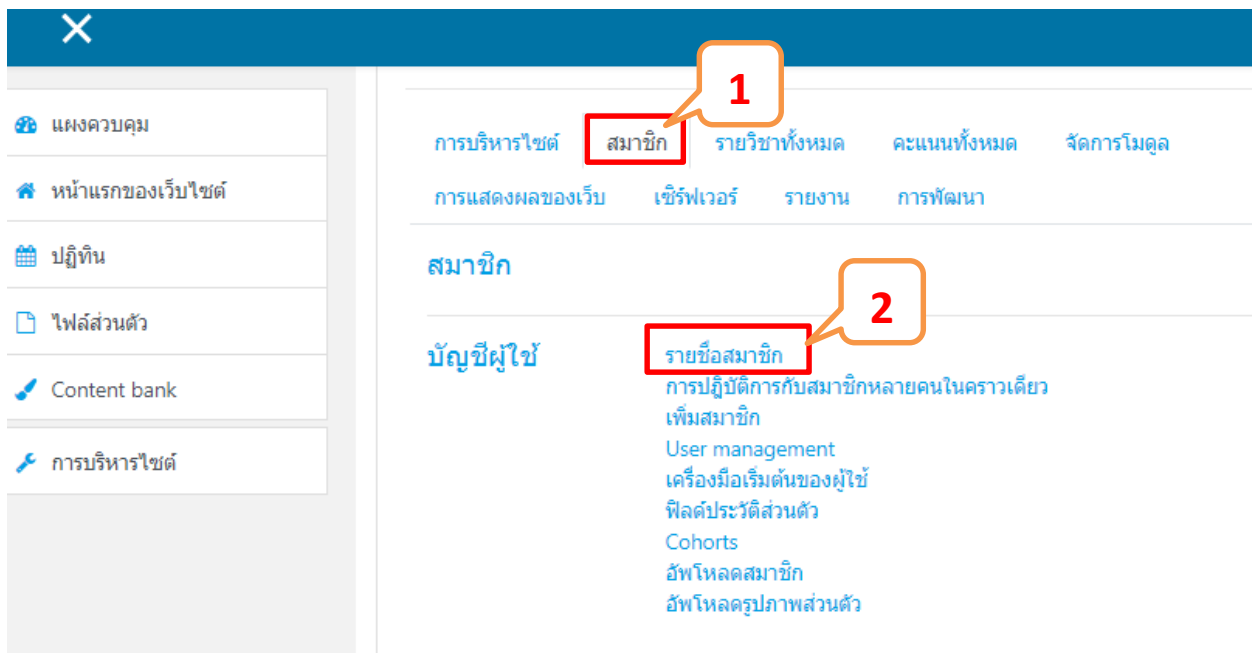 แผงควบคุม
หน้าแรกของเว็บไซต์
ปฏิทิน
ไฟล์ส่วนตัว
Content bank
การบริหารไซต์
1
การบริหารไซต์ สมาชิก รายวิชาทั้งหมด คะแนนทั้งหมด จัดการโมดูล
การแสดงผลของเว็บ เซิร์ฟเวอร์ รายงาน การพัฒนา
สมาชิก
2
บัญชีผู้ใช้ รายชื่อสมาชิก
การปฏิบัติการกับสมาชิกหลายคนในคราวเดียว
เพิ่มสมาชิก
User management
เครื่องมือเริ่มต้นของผู้ใช้
ฟิลด์ประวัติส่วนตัว
Cohorts
อัพโหลดสมาชิก
อัพโหลดรูปภาพส่วนตัว